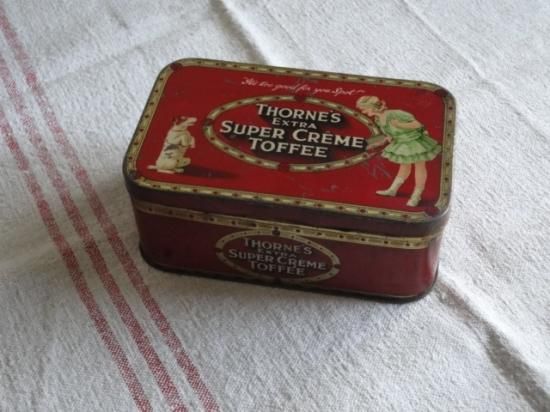 "It's too good for you Spot!"
THORNE'S
EXTRA
SUPER CRÈME
TOFFEE
THORNE'S
EXTRA
SUPER CRÈME
TOFFEE